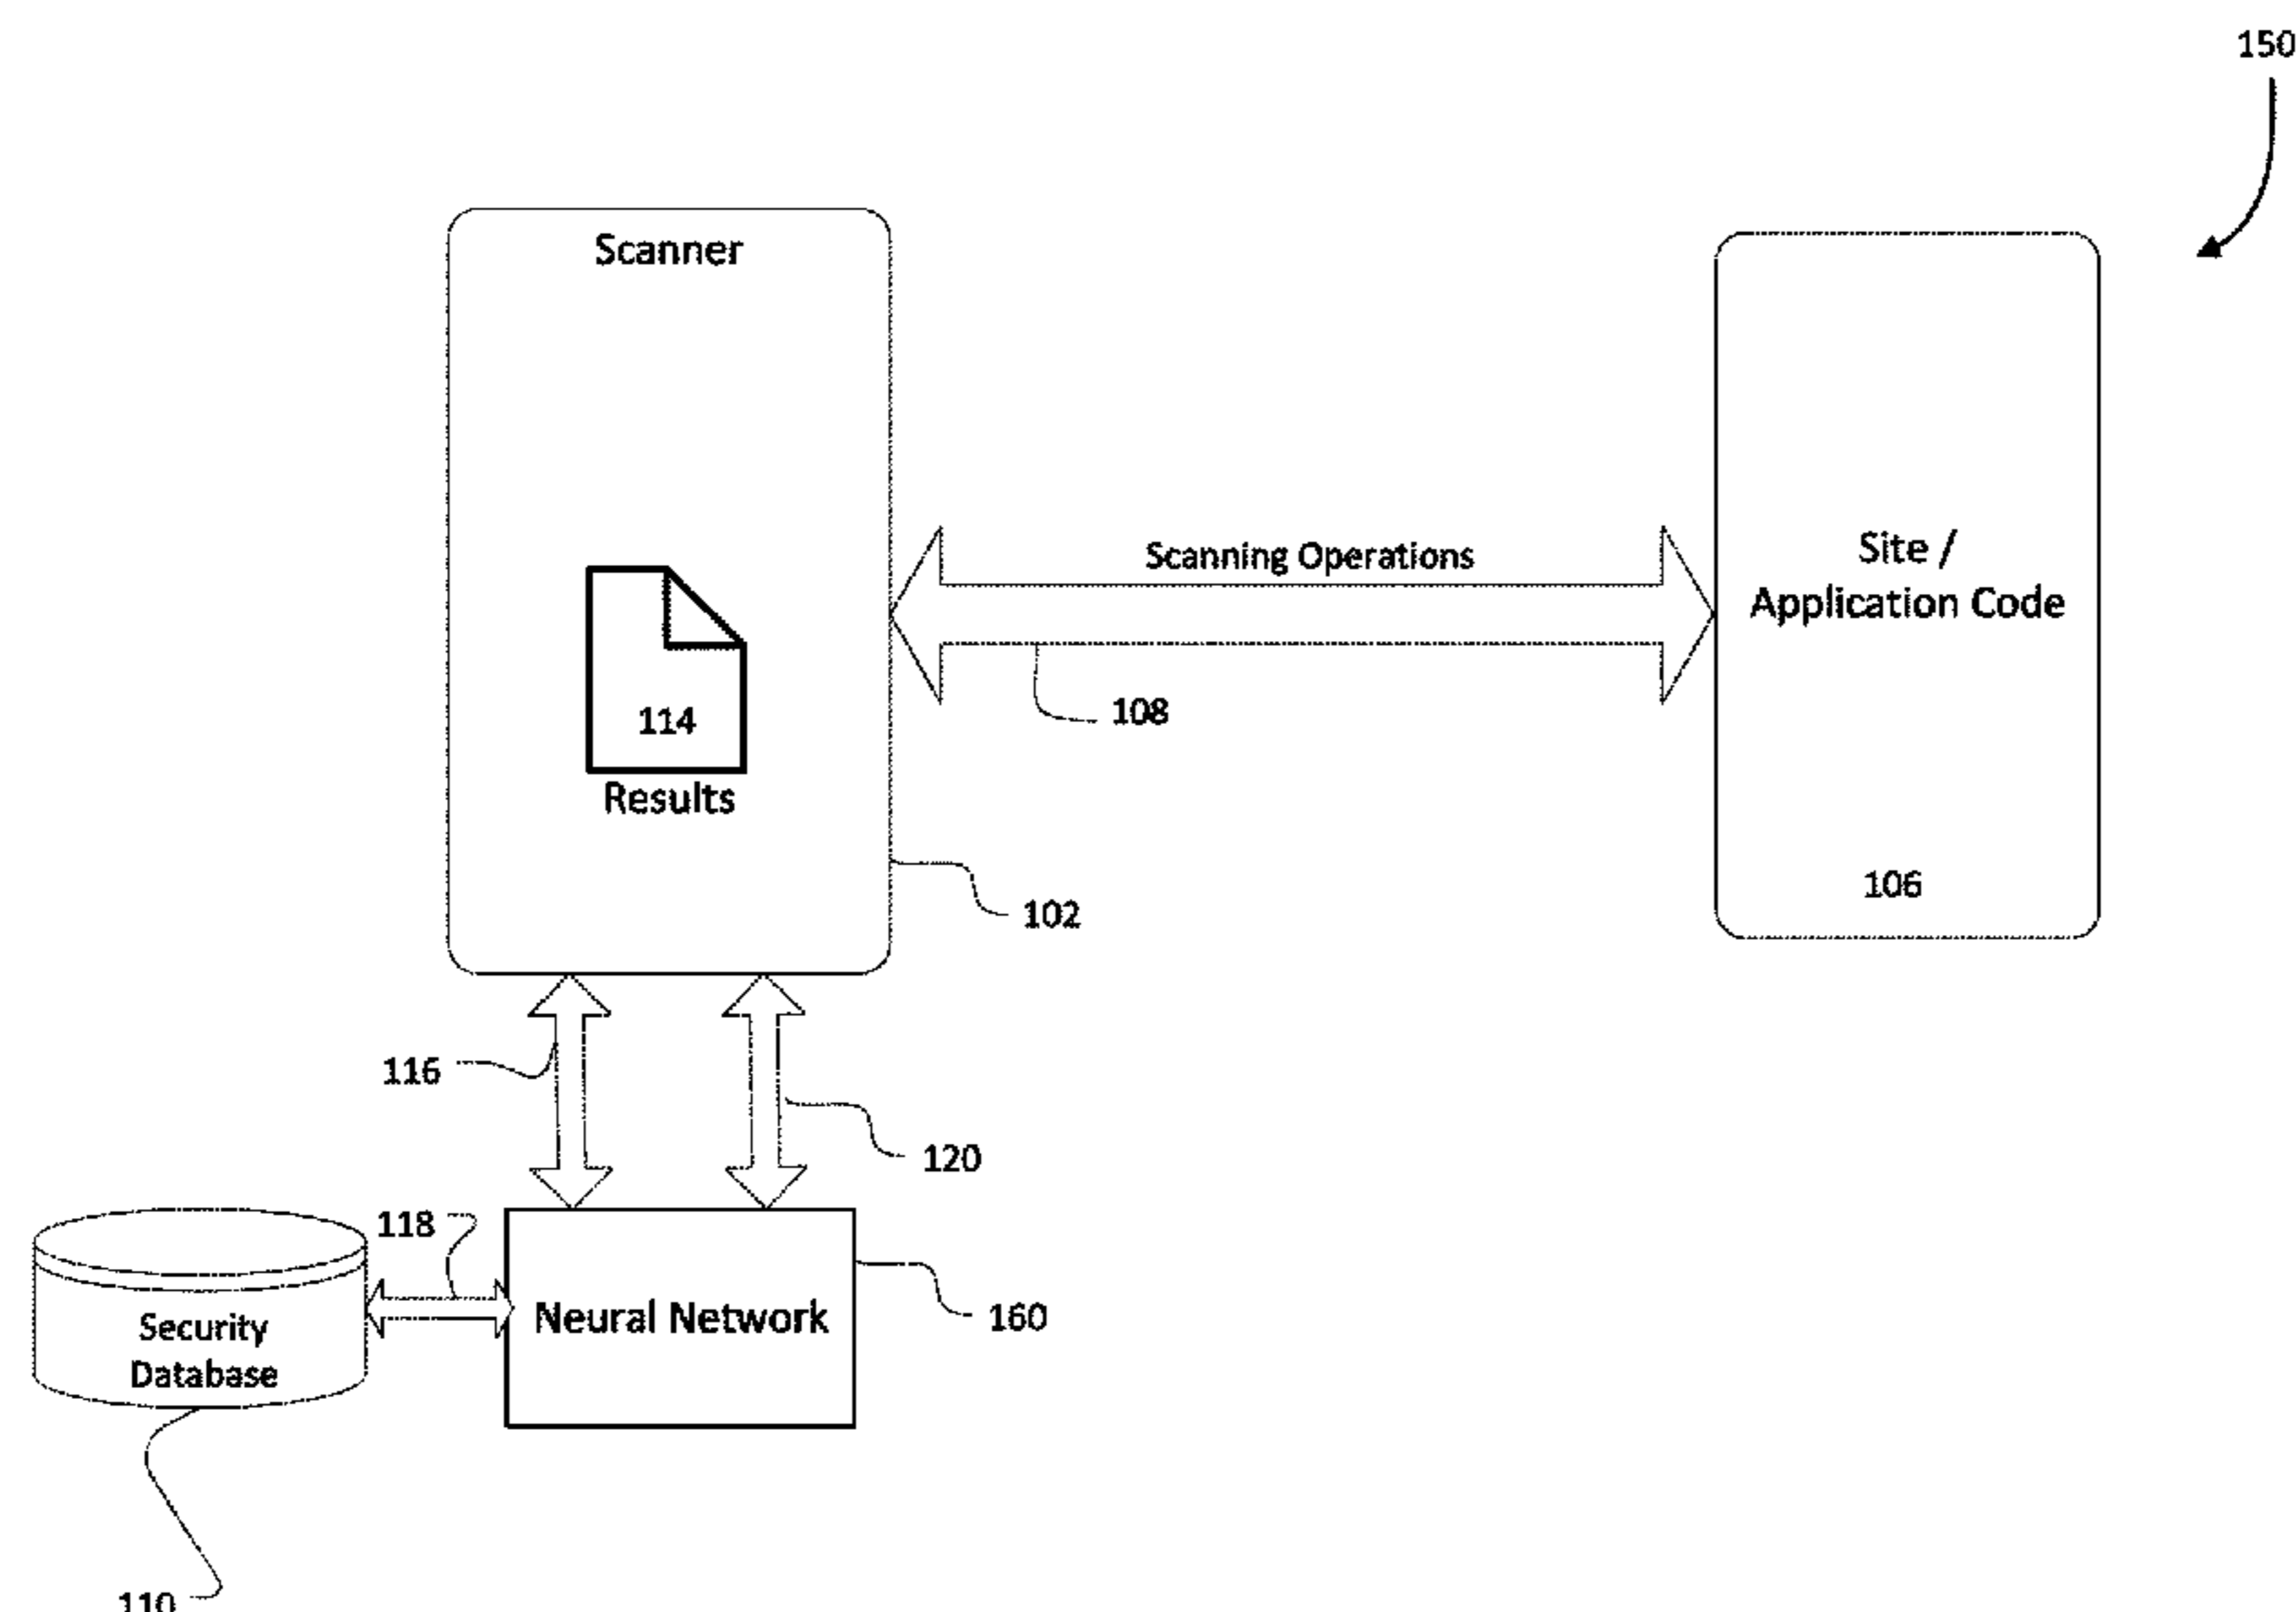 150
Scanner
Scanning Operations
Site /
Application Code
114
108
Results
106
102
116
120
118
Security
Database
Neural Network
160
110